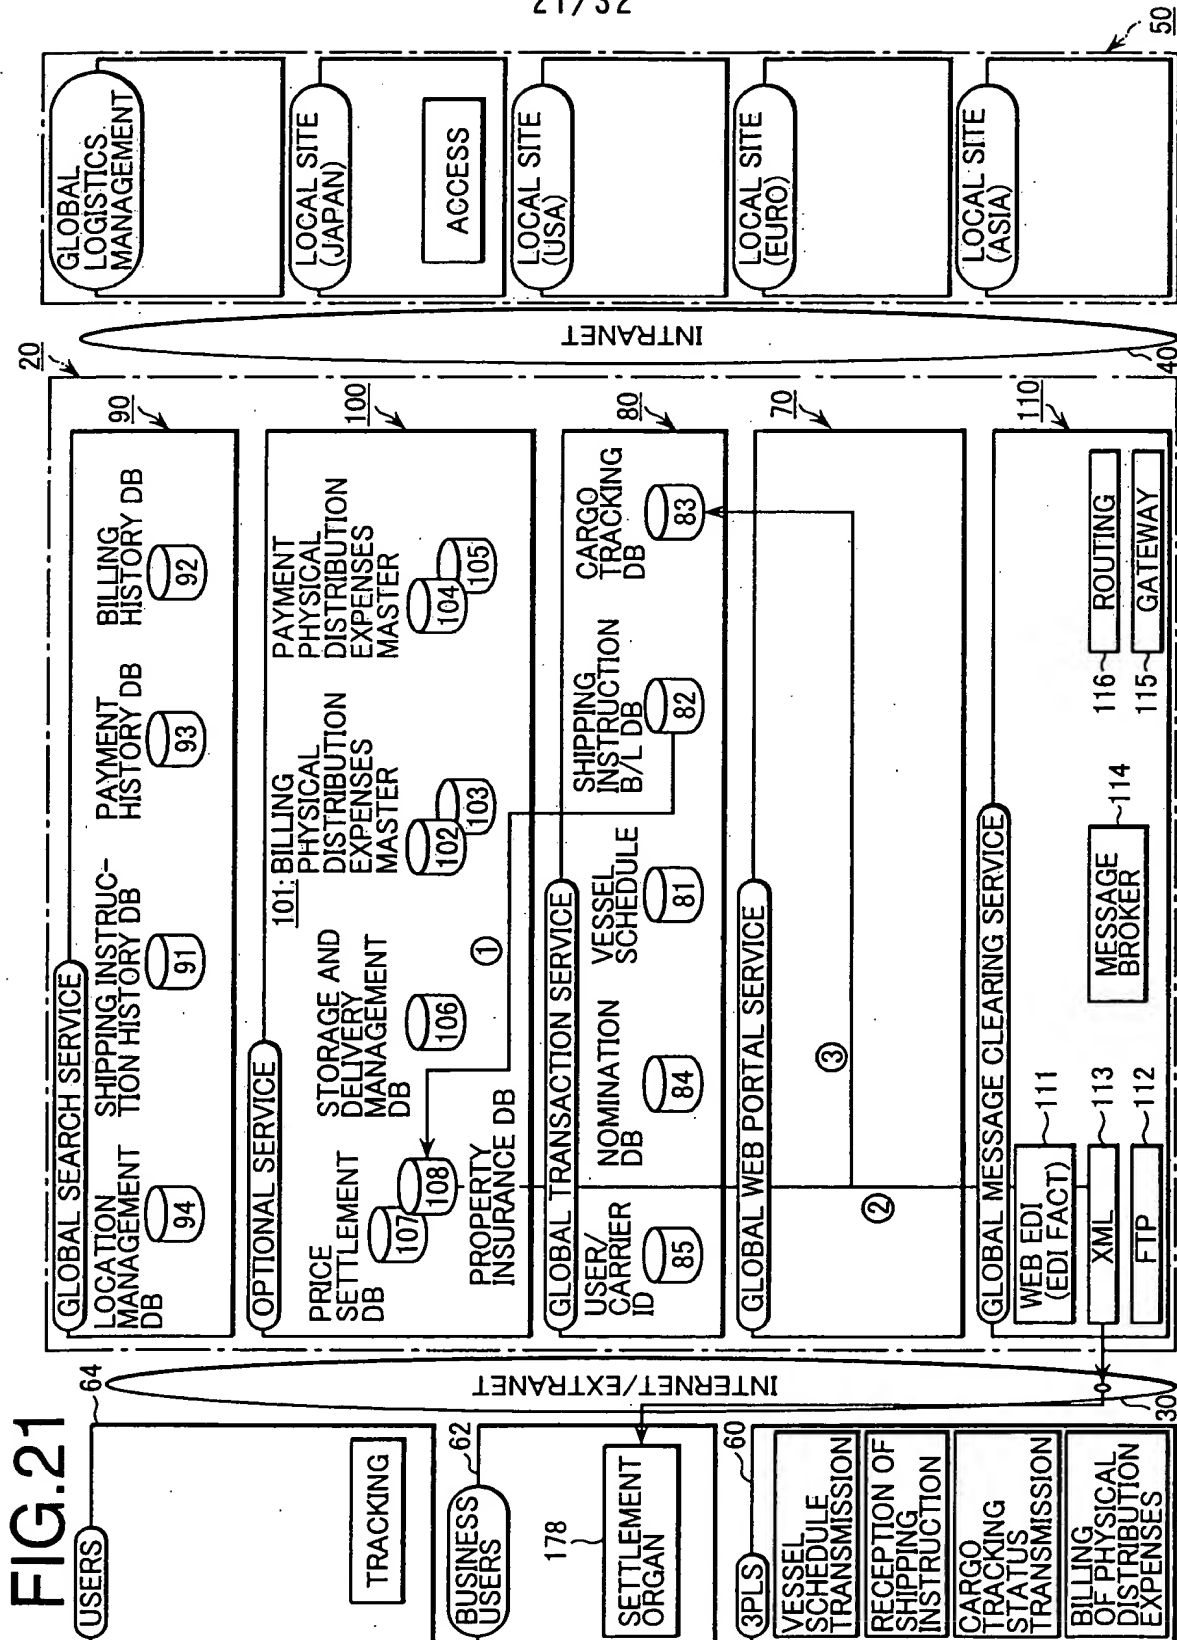 21/32
FIG.21
USERS
64
TRACKING
BUSINESS
USERS
62
178
SETTLEMENT
ORGAN
3PLS
60
VESSEL
SCHEDULE
TRANSMISSION
RECEPTION OF
SHIPPING
INSTRUCTION
CARGO
TRACKING
STATUS
TRANSMISSION
BILLING
OF PHYSICAL
DISTRIBUTION
EXPENSES
INTERNET/EXTRANET
30
20
GLOBAL SEARCH SERVICE
90
LOCATION
MANAGEMENT
DB
94
SHIPPING INSTRUC-
TION HISTORY DB
91
PAYMENT
HISTORY DB
93
BILLING
HISTORY DB
92
OPTIONAL SERVICE
100
PRICE
SETTLEMENT
DB
107
108
PROPERTY
INSURANCE DB
STORAGE AND
DELIVERY
MANAGEMENT
DB
106
①
101: BILLING
PHYSICAL
DISTRIBUTION
EXPENSES
MASTER
102
103
PAYMENT
PHYSICAL
DISTRIBUTION
EXPENSES
MASTER
104
105
GLOBAL TRANSACTION SERVICE
80
USER/
CARRIER
ID
85
NOMINATION
DB
84
VESSEL
SCHEDULE
81
SHIPPING
INSTRUCTION
B/L DB
82
CARGO
TRACKING
DB
83
GLOBAL WEB PORTAL SERVICE
70
②
③
GLOBAL MESSAGE CLEARING SERVICE
110
WEB EDI
(EDI FACT)
111
XML
113
FTP
112
MESSAGE
BROKER
114
116
ROUTING
115
GATEWAY
INTRANET
40
50
GLOBAL
LOGISTICS
MANAGEMENT
LOCAL SITE
(JAPAN)
ACCESS
LOCAL SITE
(USA)
LOCAL SITE
(EURO)
LOCAL SITE
(ASIA)